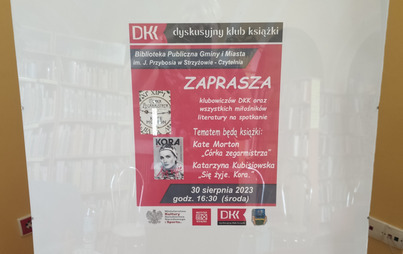 DKK dyskusyjny klub książki
Biblioteka Publiczna Gminy i Miasta
im. J. Przybosia w Strzyżowie - Czytelnia
ZAPRASZA
klubowiczów DKK oraz
wszystkich miłośników
literatury na spotkanie
Tematem będą książki:
Kate Morton
„Córka zegarmistrza”
Katarzyna Kubisiowska
„Się żyje. Kora.”
KORA
30 sierpnia 2023
godz. 16:30 (środa)
Kultury
DKK